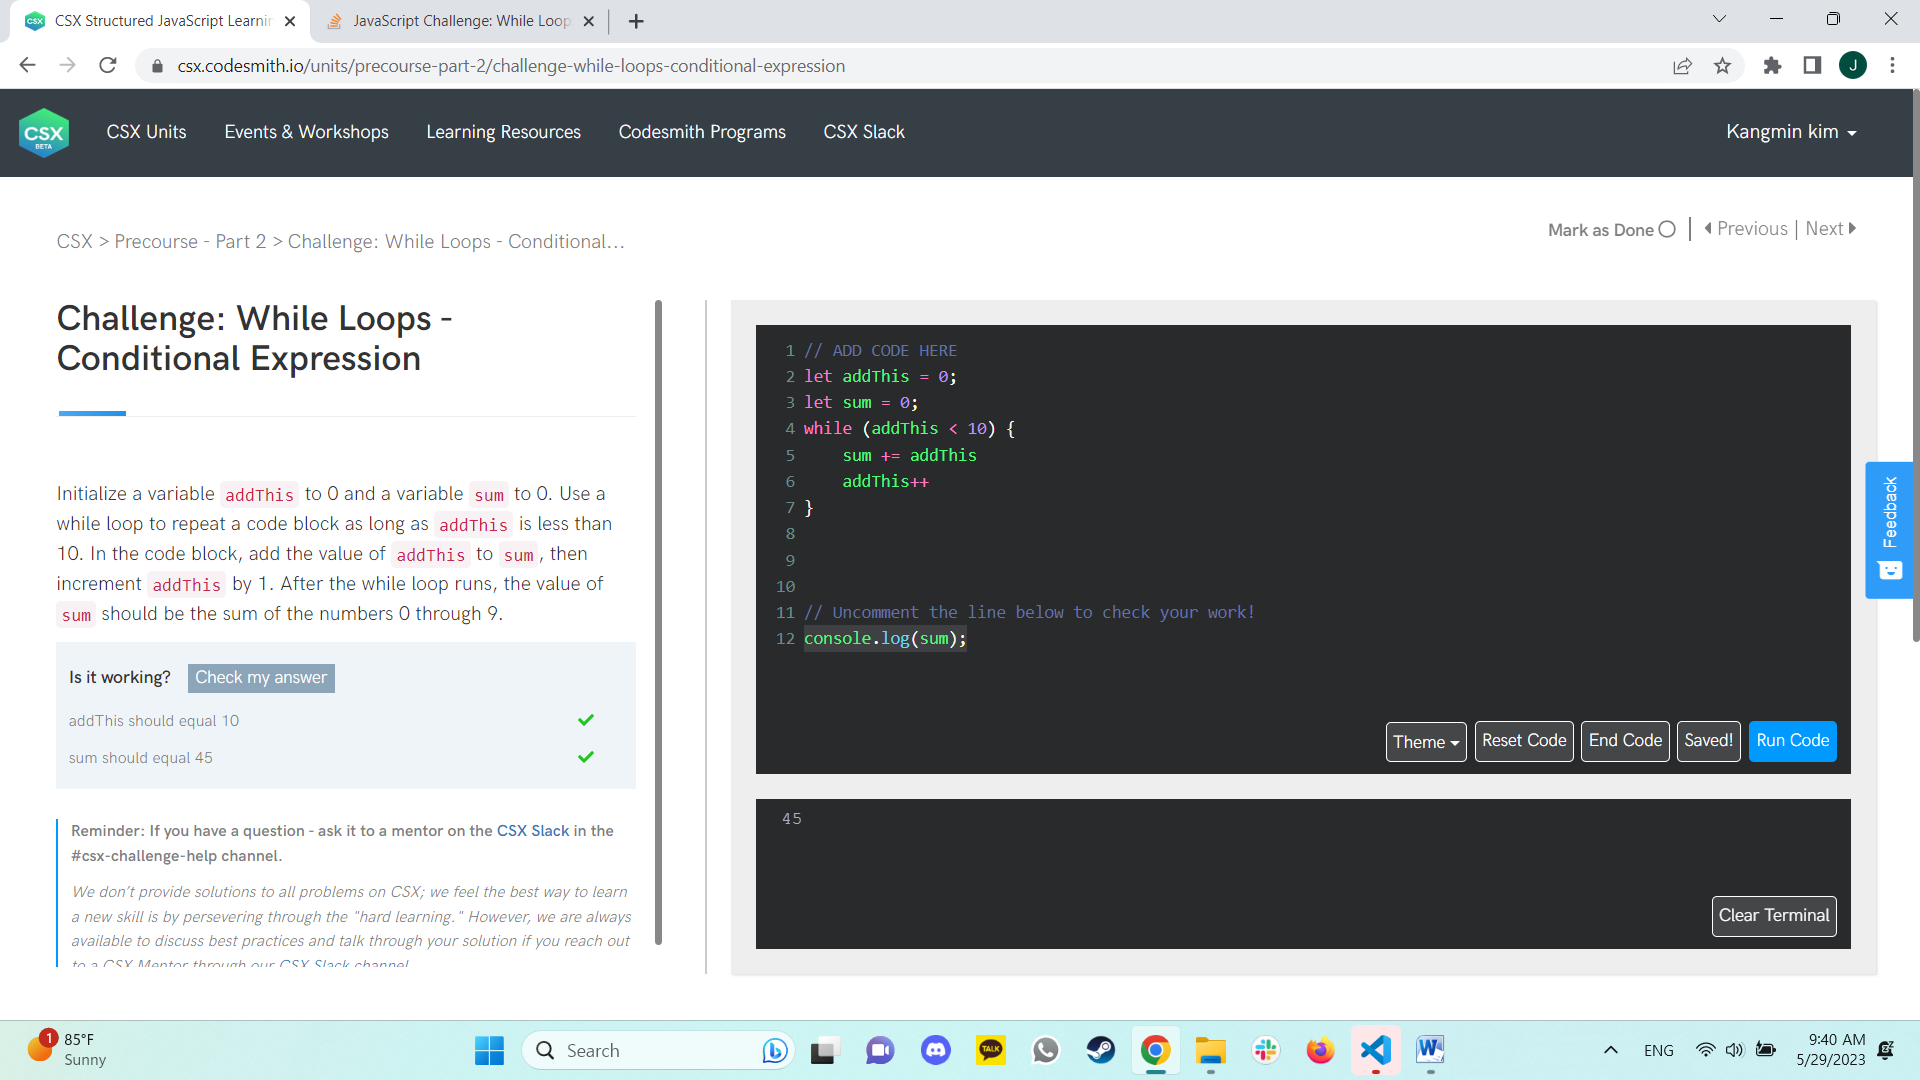 CSX Structured JavaScript Learnin
JavaScript Challenge: While Loop
csx.codesmith.io/units/precourse-part-2/challenge-while-loops-conditional-expression
J
CSX
BETA
CSX Units
Events & Workshops
Learning Resources
Codesmith Programs
CSX Slack
Kangmin kim
CSX > Precourse - Part 2 > Challenge: While Loops - Conditional...
Mark as Done
Previous | Next
Challenge: While Loops -
Conditional Expression
Initialize a variable addThis to 0 and a variable sum to 0. Use a
while loop to repeat a code block as long as addThis is less than
10. In the code block, add the value of addThis to sum, then
increment addThis by 1. After the while loop runs, the value of
sum should be the sum of the numbers 0 through 9.
Is it working? Check my answer
addThis should equal 10
sum should equal 45
Reminder: If you have a question - ask it to a mentor on the CSX Slack in the
#csx-challenge-help channel.
We don't provide solutions to all problems on CSX; we feel the best way to learn
a new skill is by persevering through the "hard learning." However, we are always
available to discuss best practices and talk through your solution if you reach out
to a CSX Mentor through our CSX Slack channel
1 // ADD CODE HERE
2 let addThis = 0;
3 let sum = 0;
4 while (addThis < 10) {
5     sum += addThis
6     addThis++
7 }
8
9
10
11 // Uncomment the line below to check your work!
12 console.log(sum);
Theme
Reset Code
End Code
Saved!
Run Code
45
Clear Terminal
Feedback
1
85°F
Sunny
Search
TALK
W
ENG
9:40 AM
5/29/2023